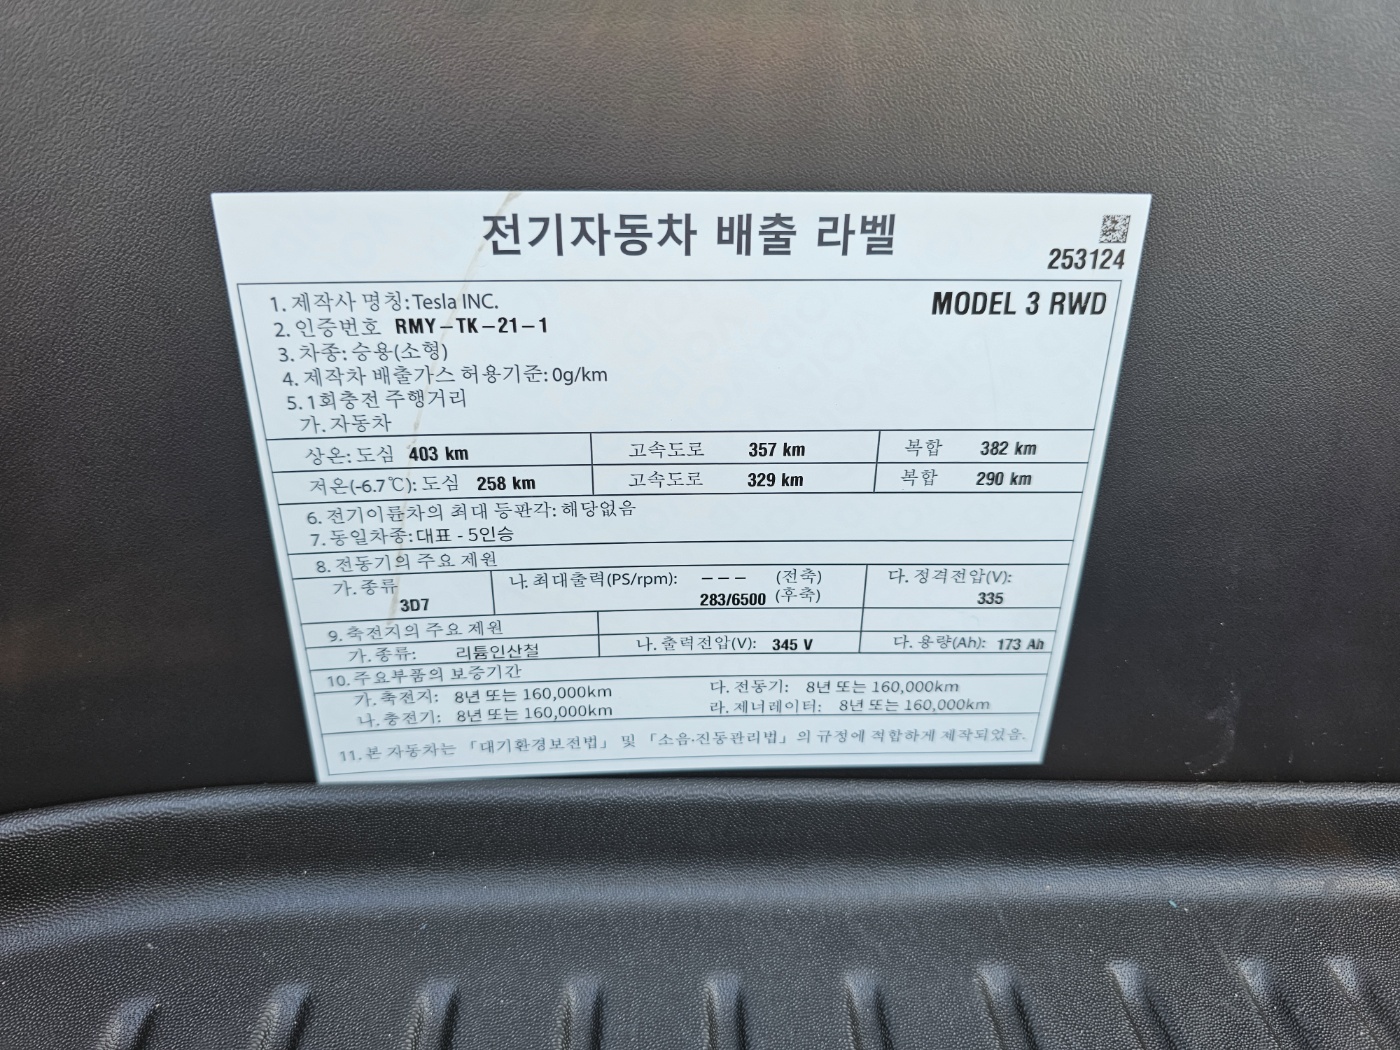 전기자동차 배출 라벨
253124
MODEL 3 RWD
1. 제작사 명칭: Tesla INC.
2. 인증번호 RMY-TK-21-1
3. 차종: 승용(소형)
4. 제작차 배출가스 허용기준: 0g/km
5. 1회충전 주행거리
가. 자동차
상온: 도심 403 km 고속도로 357 km 복합 382 km
저온(-6.7℃): 도심 258 km 고속도로 329 km 복합 290 km
6. 전기이륜차의 최대 등판각: 해당없음
7. 동일차종: 대표 - 5인승
8. 전동기의 주요 제원
가. 종류 나. 최대출력(PS/rpm): --- (전축) 다. 정격전압(V):
3D7 283/6500 (후축) 335
9. 축전지의 주요 제원
가. 종류: 리튬인산철 나. 출력전압(V): 345 V 다. 용량(Ah): 173 Ah
10. 주요부품의 보증기간
가. 축전지: 8년 또는 160,000km 다. 전동기: 8년 또는 160,000km
나. 충전기: 8년 또는 160,000km 라. 제너레이터: 8년 또는 160,000km
11. 본 자동차는 「대기환경보전법」 및 「소음·진동관리법」의 규정에 적합하게 제작되었음.